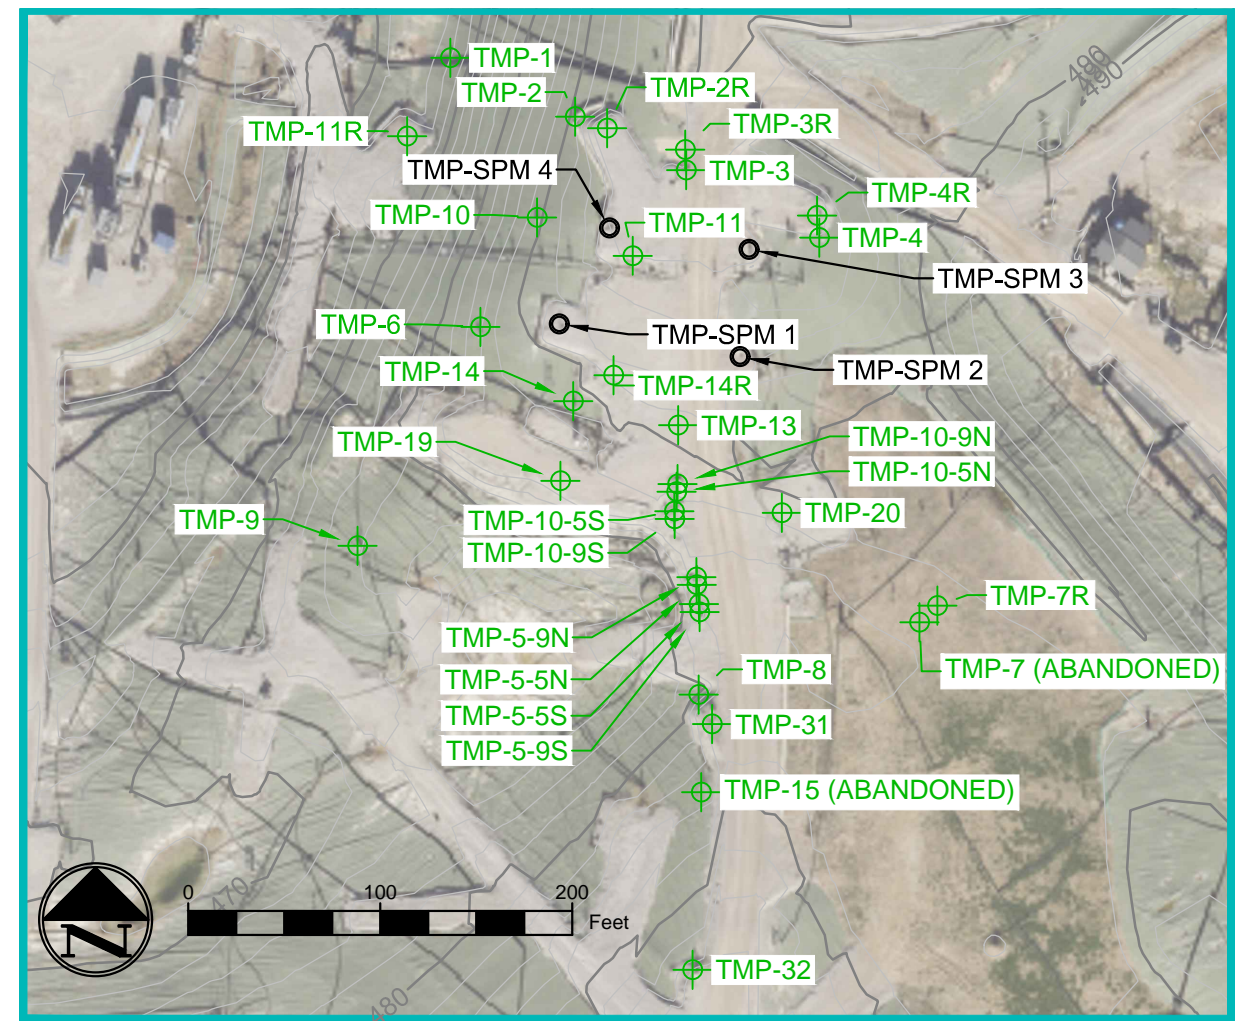 TMP-1
TMP-2
TMP-2R
TMP-11R
TMP-3R
TMP-SPM 4
TMP-3
TMP-4R
TMP-10
TMP-11
TMP-4
TMP-SPM 3
TMP-6
TMP-SPM 1
TMP-14
TMP-14R
TMP-SPM 2
TMP-19
TMP-13
TMP-10-9N
TMP-10-5N
TMP-9
TMP-10-5S
TMP-20
TMP-10-9S
TMP-7R
TMP-5-9N
TMP-8
TMP-7 (ABANDONED)
TMP-5-5N
TMP-5-5S
TMP-31
TMP-5-9S
TMP-15 (ABANDONED)
TMP-32
486
490
470
480
0 100 200
Feet
N